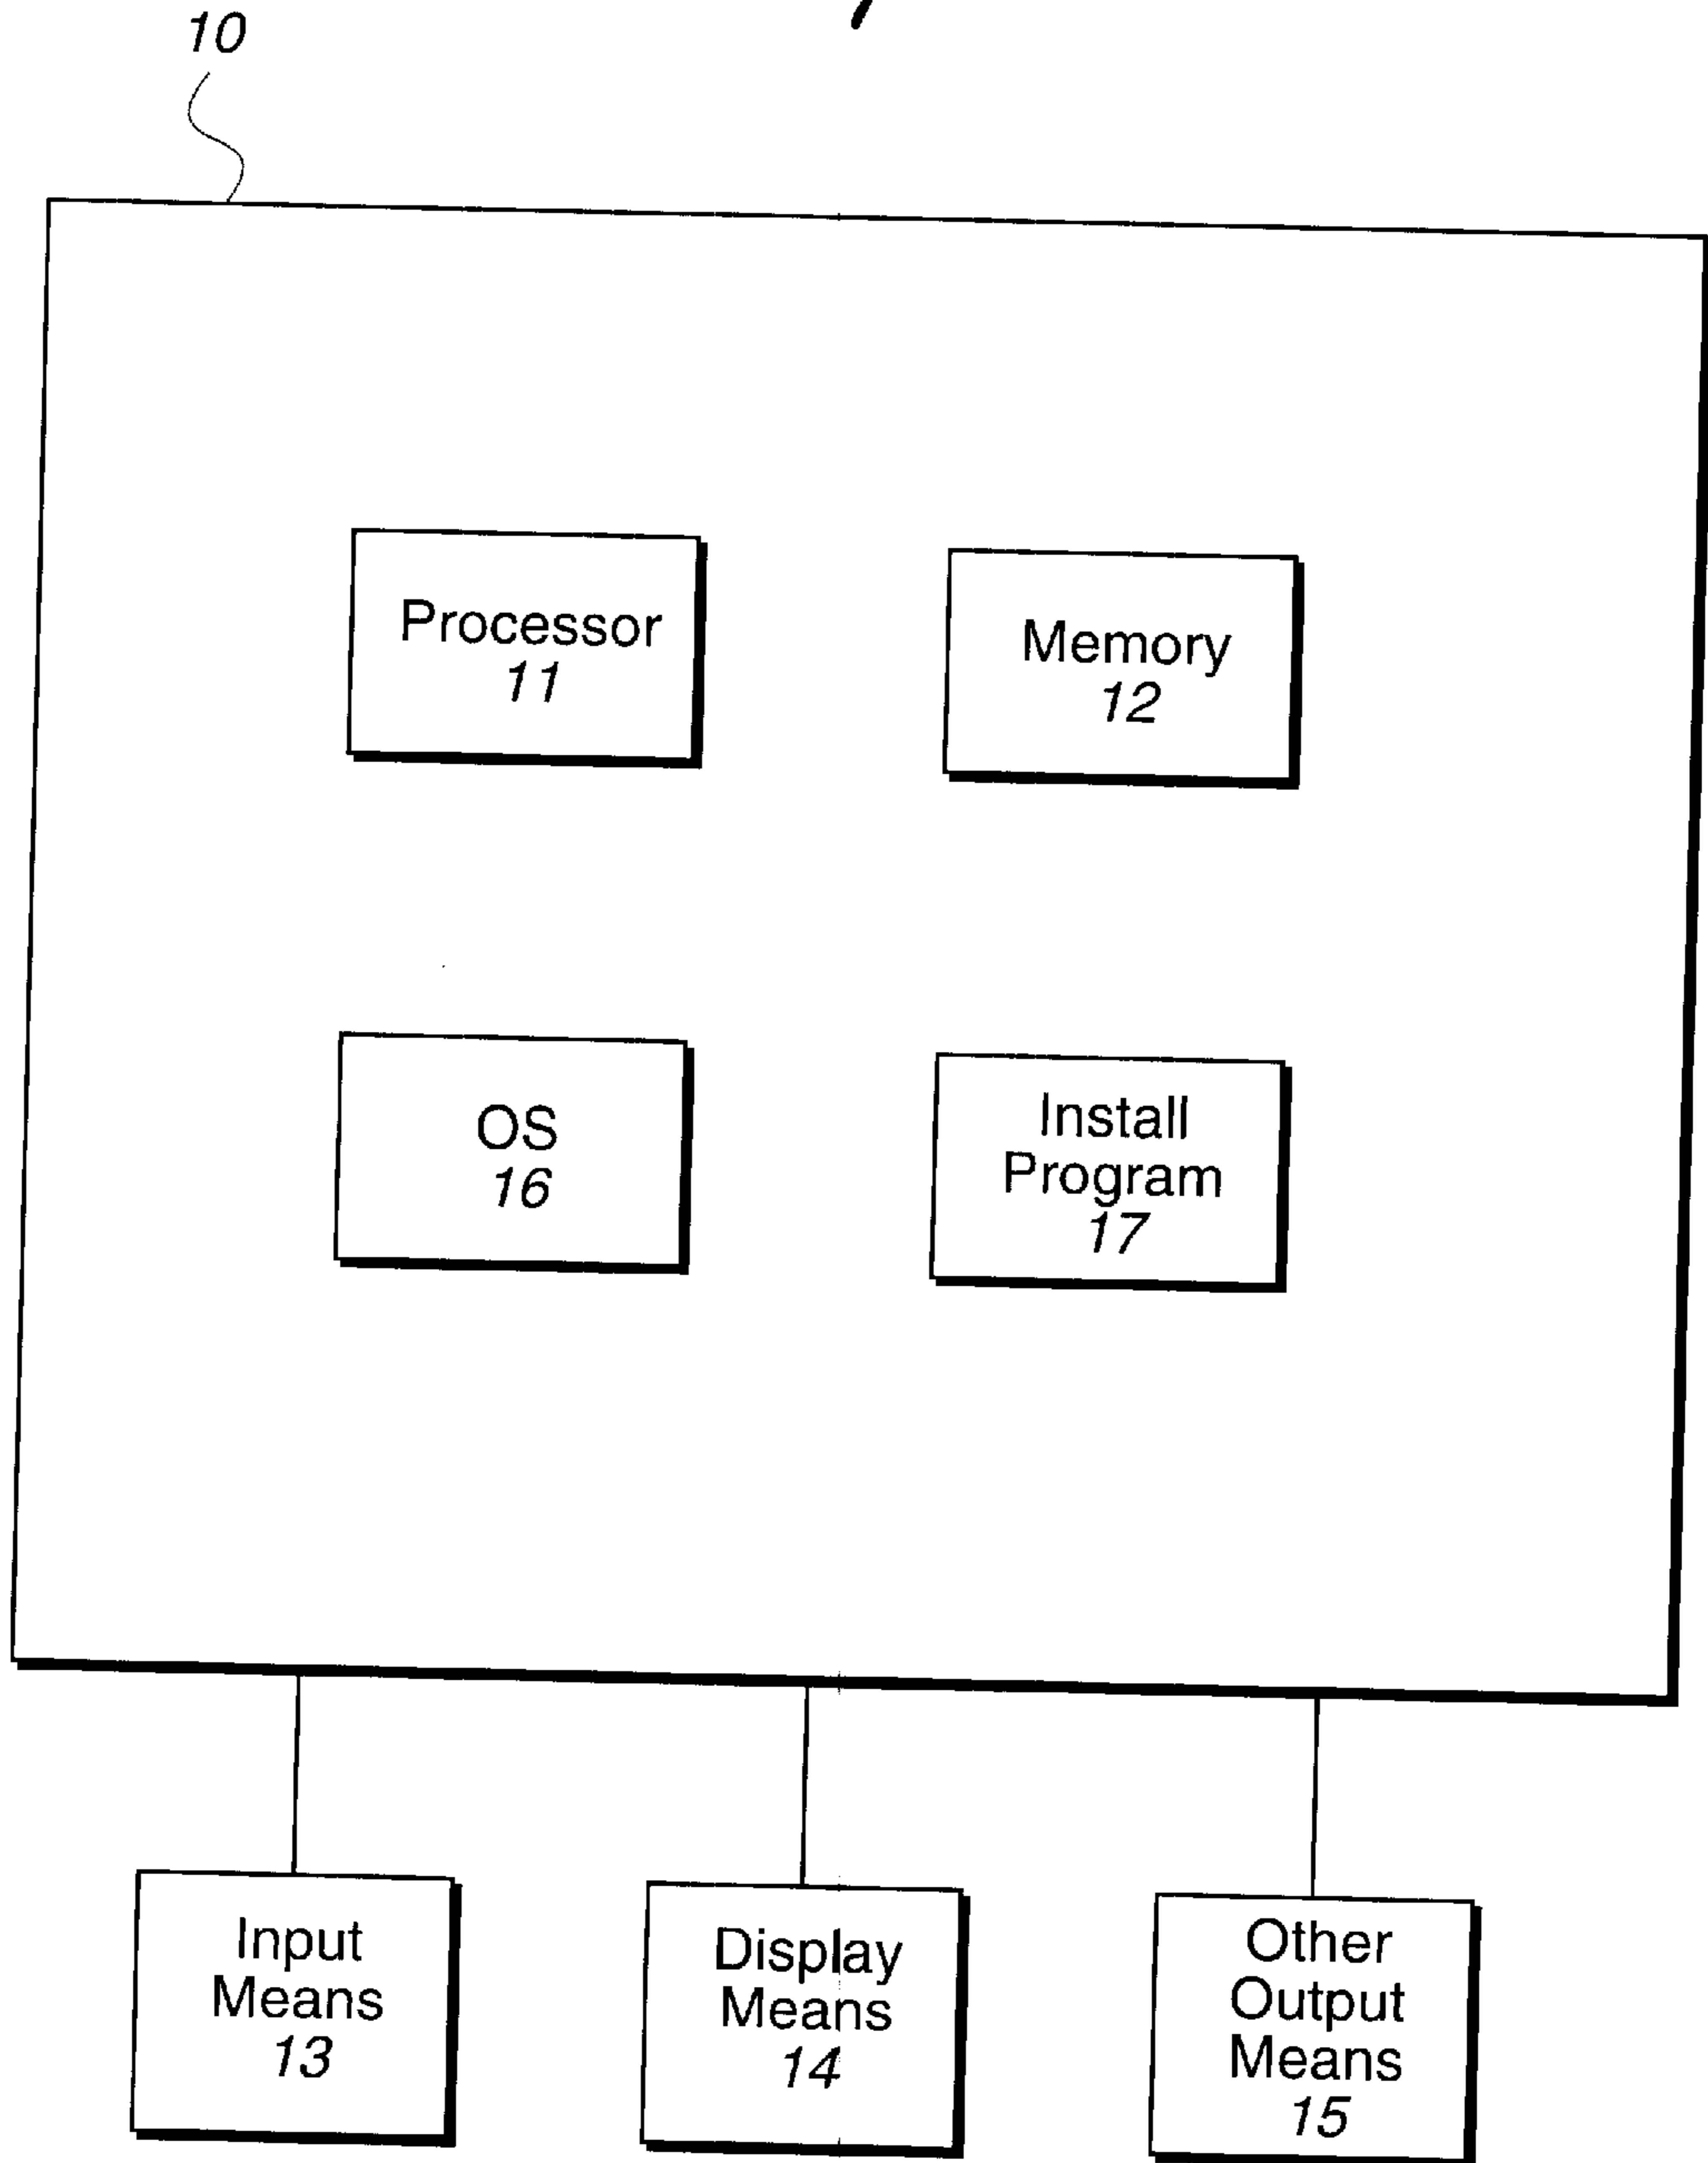 10
Processor
11
Memory
12
OS
16
Install
Program
17
Input
Means
13
Display
Means
14
Other
Output
Means
15